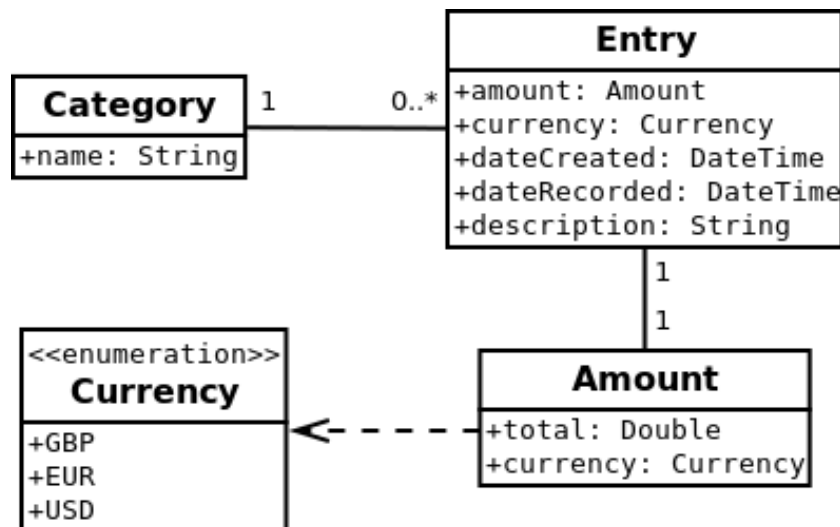 Entry
+amount: Amount
+currency: Currency
+dateCreated: DateTime
+dateRecorded: DateTime
+description: String
Category
+name: String
1
0..*
1
1
<<enumeration>>
Currency
+GBP
+EUR
+USD
Amount
+total: Double
+currency: Currency